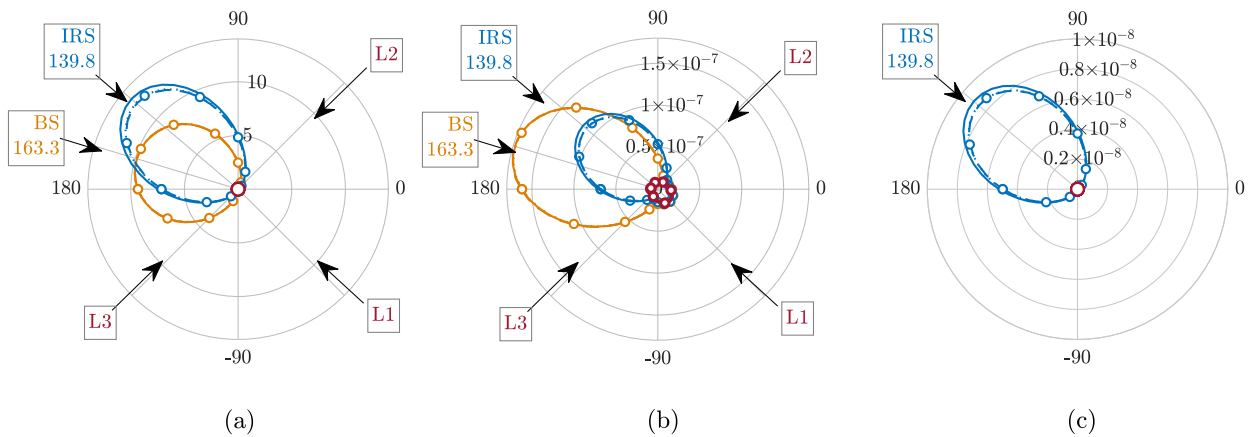 90
IRS
139.8
L2
10
BS
163.3
5
180
0
L3
L1
-90
(a)
90
IRS
139.8
1.5×10⁻⁷
L2
1×10⁻⁷
BS
163.3
0.5×10⁻⁷
180
0
L3
L1
-90
(b)
90
IRS
139.8
1×10⁻⁸
0.8×10⁻⁸
0.6×10⁻⁸
0.4×10⁻⁸
0.2×10⁻⁸
180
0
-90
(c)